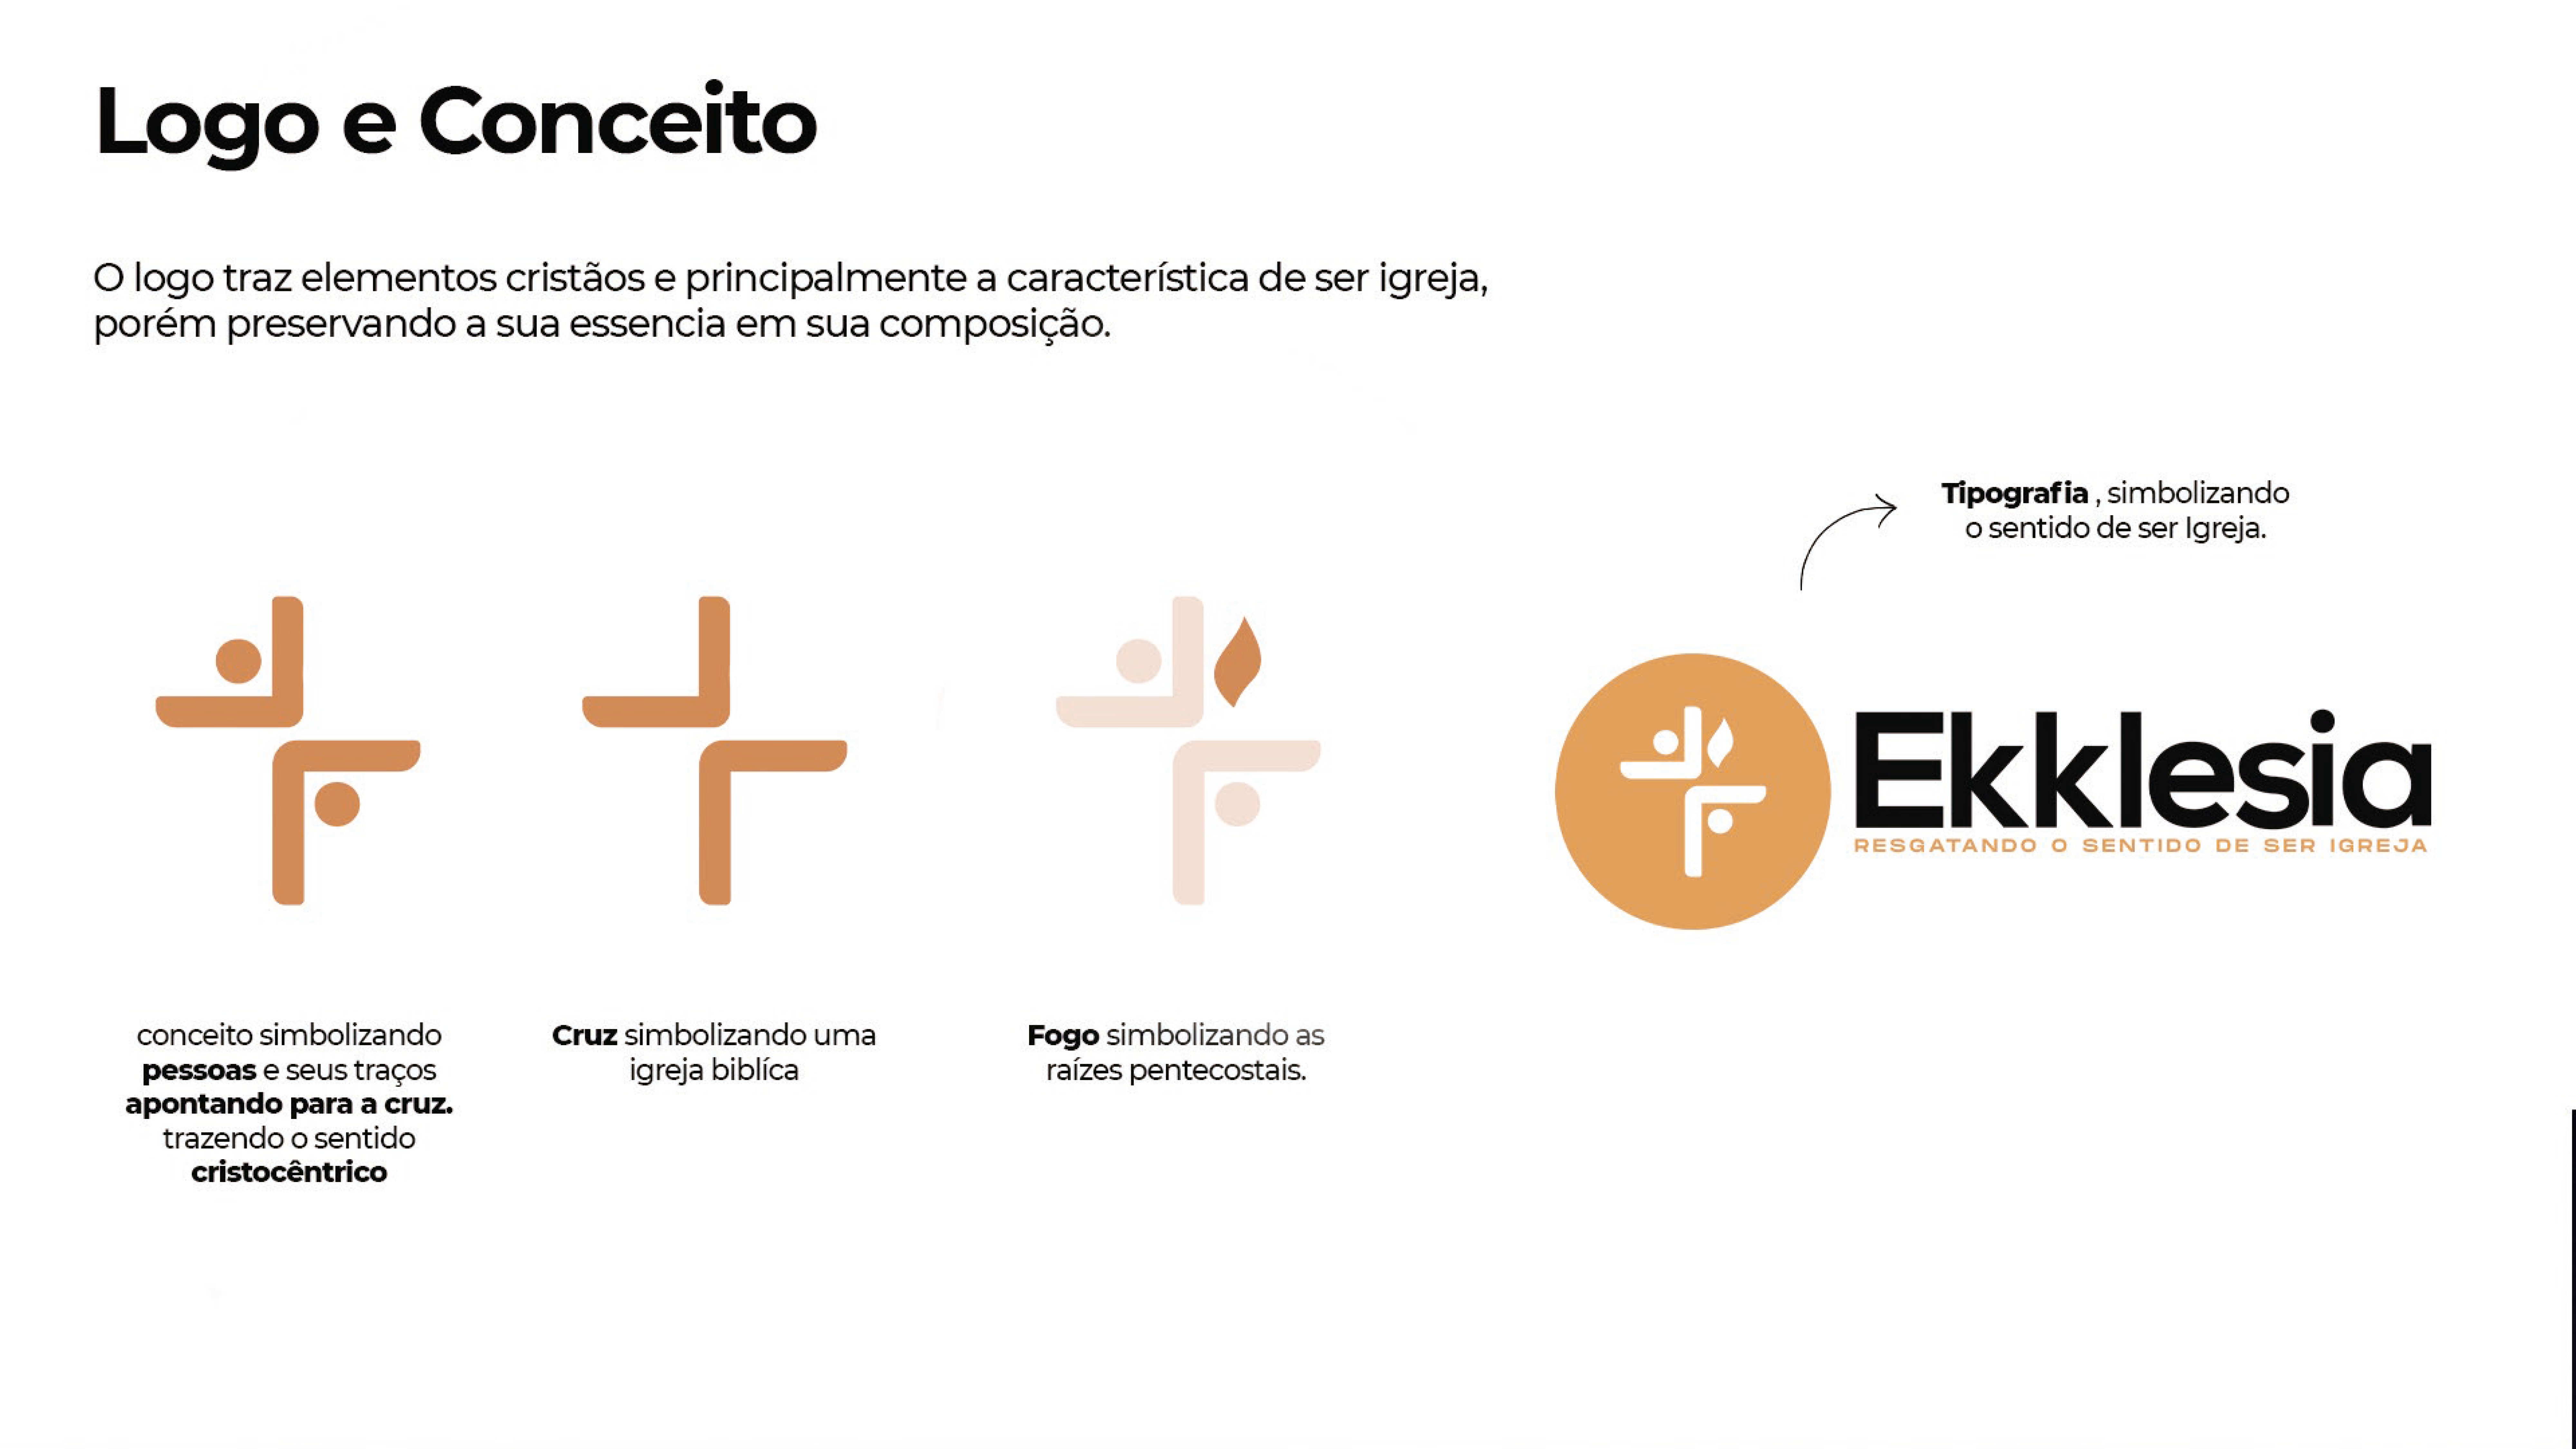 Logo e Conceito
O logo traz elementos cristãos e principalmente a característica de ser igreja,
porém preservando a sua essencia em sua composição.
Tipografia , simbolizando
o sentido de ser Igreja.
Ekklesia
RESGATANDO O SENTIDO DE SER IGREJA
conceito simbolizando
pessoas e seus traços
apontando para a cruz.
trazendo o sentido
cristocêntrico
Cruz simbolizando uma
igreja biblíca
Fogo simbolizando as
raízes pentecostais.